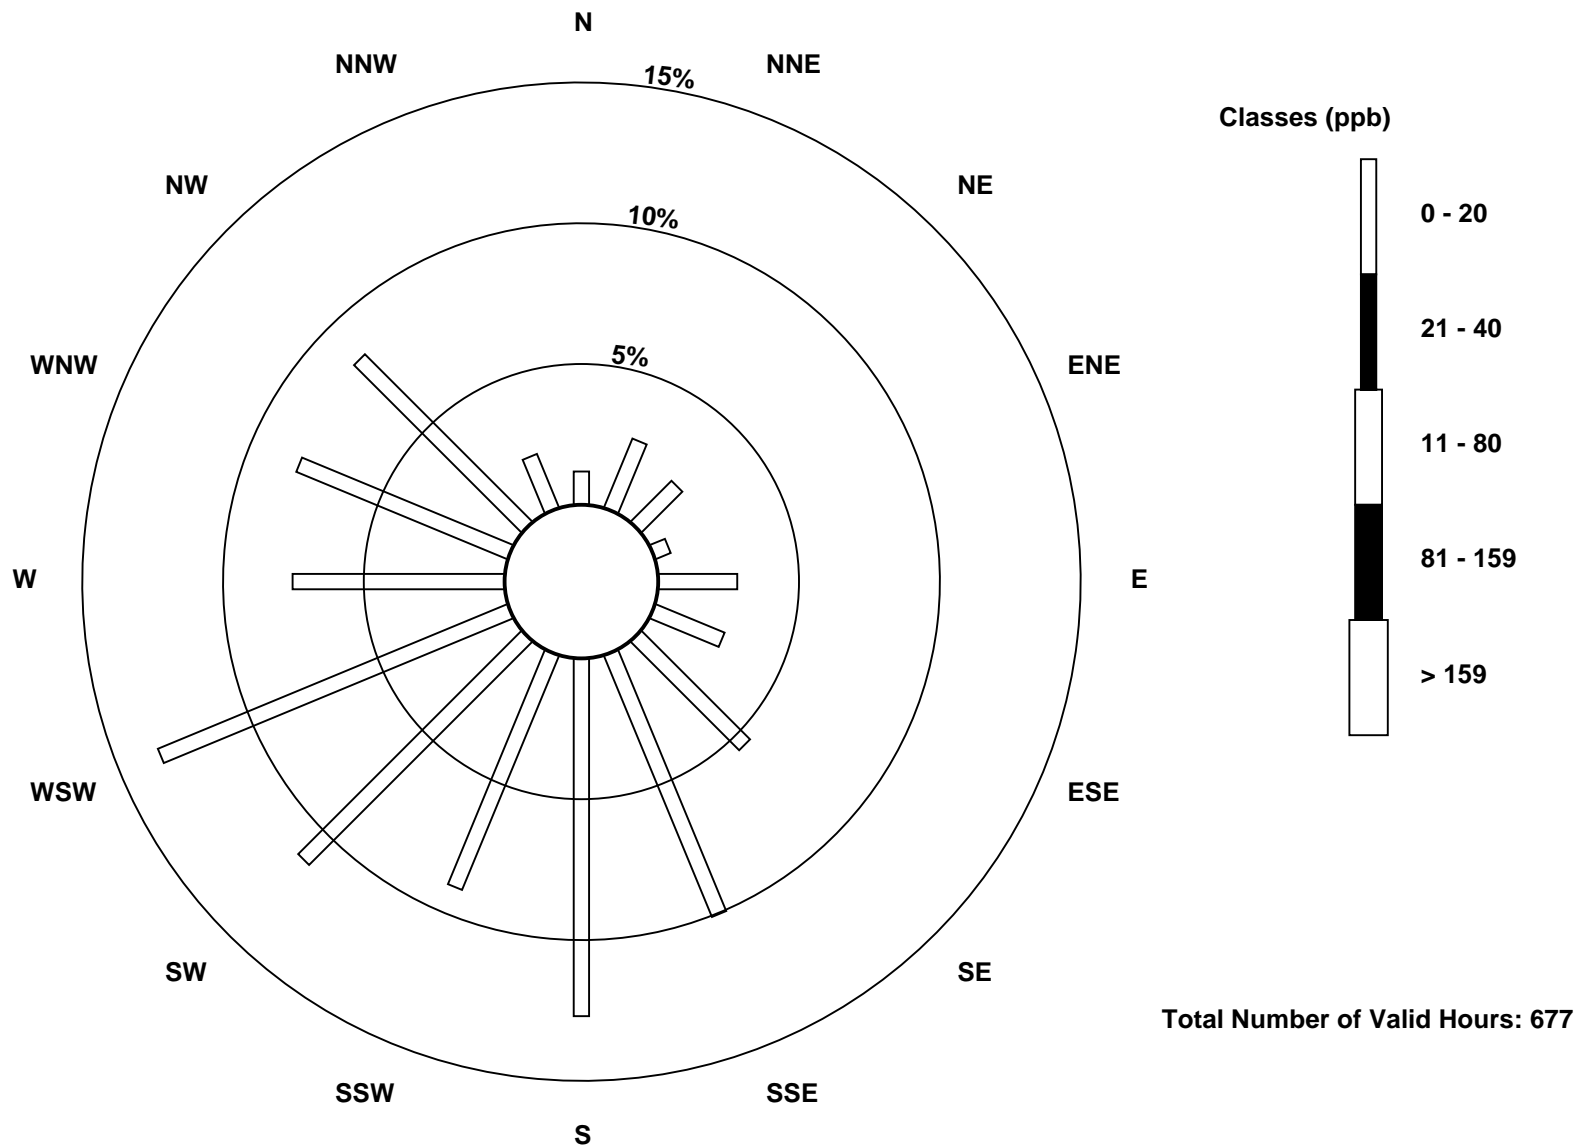 N
NNW
NNE
15%
Classes (ppb)
NW
NE
0 - 20
10%
21 - 40
5%
WNW
ENE
11 - 80
W
E
81 - 159
> 159
WSW
ESE
SW
SE
Total Number of Valid Hours: 677
SSW
SSE
S